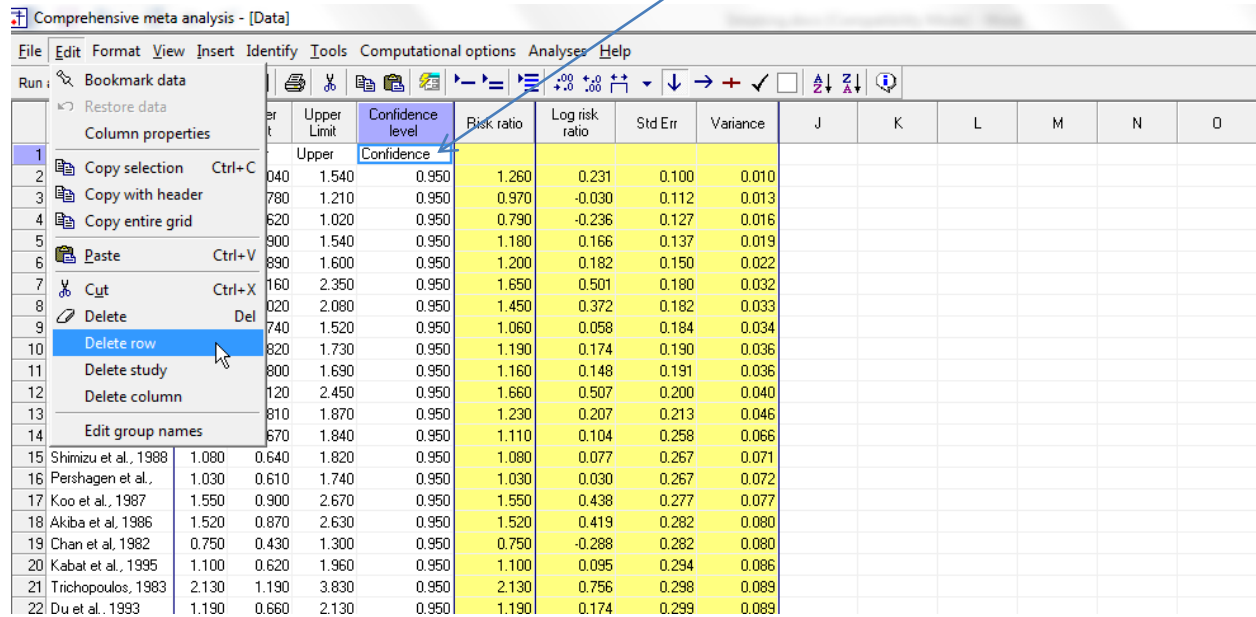 Comprehensive meta analysis - [Data]
File Edit Format View Insert Identify Tools Computational options Analyses Help
Run
Bookmark data
Restore data
Column properties
Copy selection Ctrl+C
Copy with header
Copy entire grid
Paste Ctrl+V
Cut Ctrl+X
Delete Del
Delete row
Delete study
Delete column
Edit group names
Upper Limit Confidence level Risk ratio Log risk ratio Std Err Variance J K L M N O
1 Upper Confidence
2 040 1.540 0.950 1.260 0.231 0.100 0.010
3 780 1.210 0.950 0.970 -0.030 0.112 0.013
4 620 1.020 0.950 0.790 -0.236 0.127 0.016
5 900 1.540 0.950 1.180 0.166 0.137 0.019
6 890 1.600 0.950 1.200 0.182 0.150 0.022
7 160 2.350 0.950 1.650 0.501 0.180 0.032
8 020 2.080 0.950 1.450 0.372 0.182 0.033
9 740 1.520 0.950 1.060 0.058 0.184 0.034
10 820 1.730 0.950 1.190 0.174 0.190 0.036
11 800 1.690 0.950 1.160 0.148 0.191 0.036
12 120 2.450 0.950 1.660 0.507 0.200 0.040
13 810 1.870 0.950 1.230 0.207 0.213 0.046
14 670 1.840 0.950 1.110 0.104 0.258 0.066
15 Shimizu et al., 1988 1.080 0.640 1.820 0.950 1.080 0.077 0.267 0.071
16 Pershagen et al., 1.030 0.610 1.740 0.950 1.030 0.030 0.267 0.072
17 Koo et al., 1987 1.550 0.900 2.670 0.950 1.550 0.438 0.277 0.077
18 Akiba et al, 1986 1.520 0.870 2.630 0.950 1.520 0.419 0.282 0.080
19 Chan et al, 1982 0.750 0.430 1.300 0.950 0.750 -0.288 0.282 0.080
20 Kabat et al., 1995 1.100 0.620 1.960 0.950 1.100 0.095 0.294 0.086
21 Trichopoulos, 1983 2.130 1.190 3.830 0.950 2.130 0.756 0.298 0.089
22 Du et al., 1993 1.190 0.660 2.130 0.950 1.190 0.174 0.299 0.089